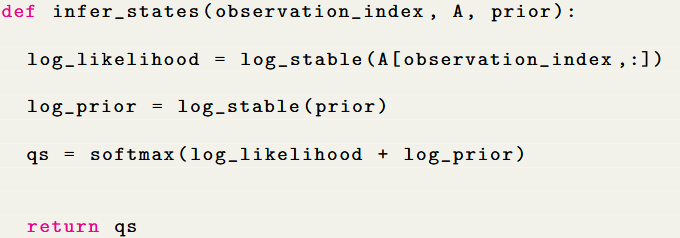 def infer_states(observation_index, A, prior):
log_likelihood = log_stable(A[observation_index,:])
log_prior = log_stable(prior)
qs = softmax(log_likelihood + log_prior)
return qs